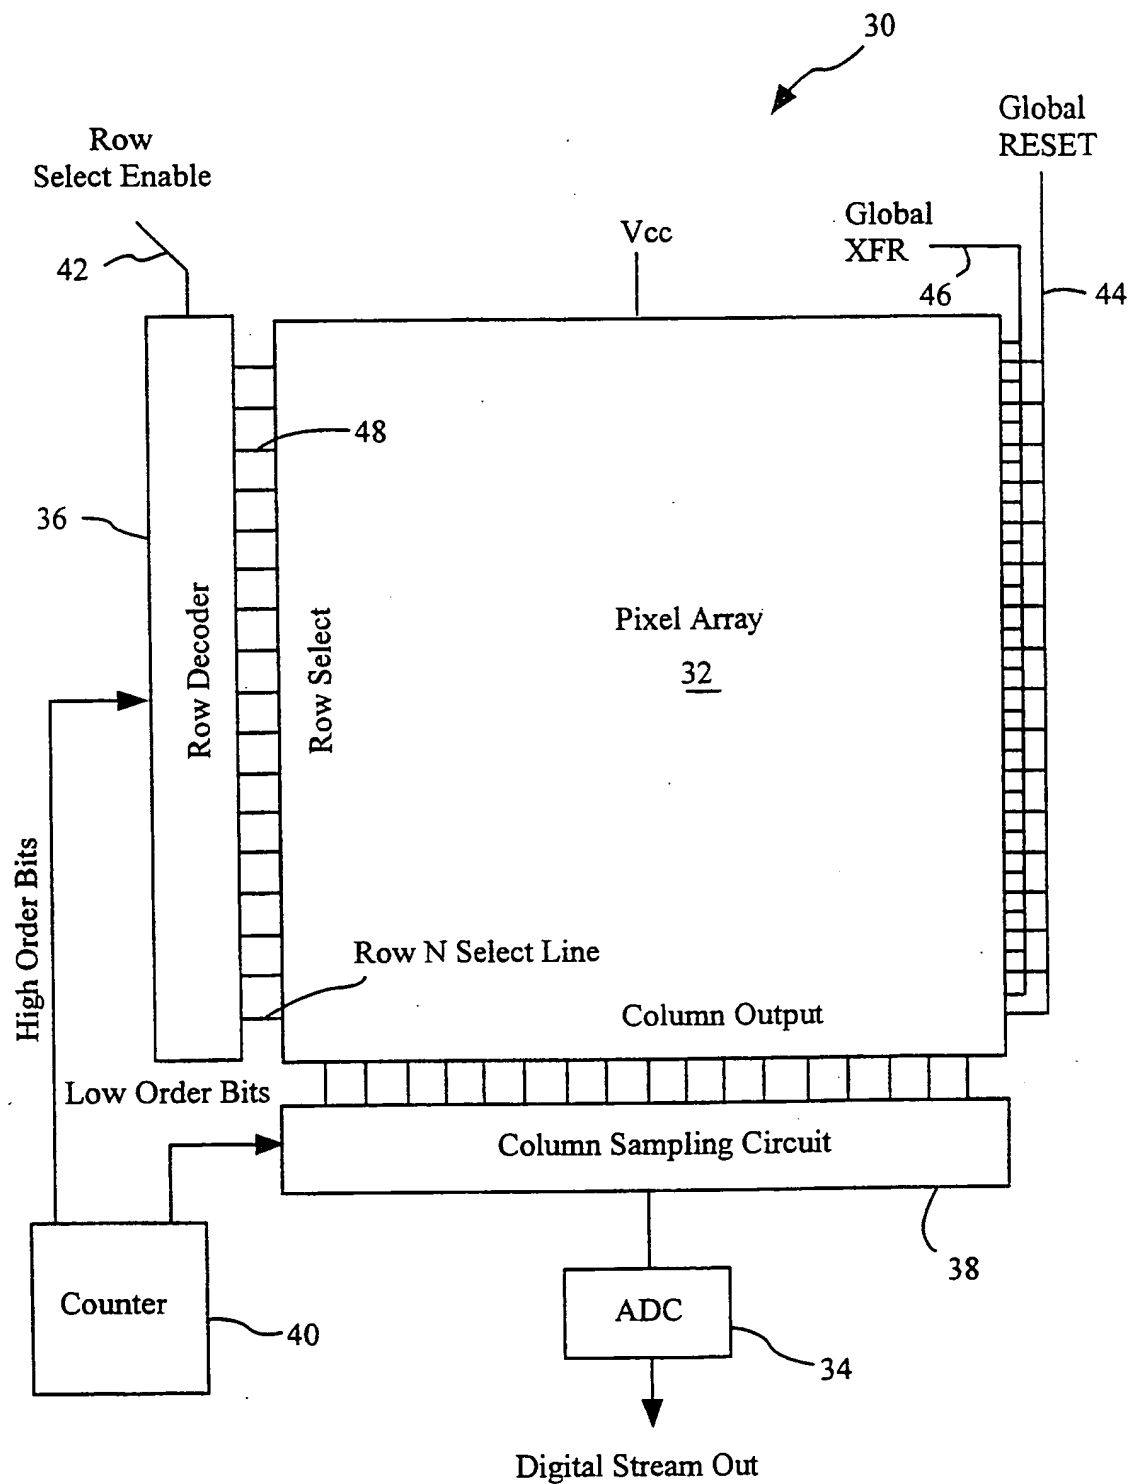 30
Global
RESET
Row
Select Enable
Global
XFR
Vcc
42
46
44
48
36
Row Decoder
Row Select
Pixel Array
32
High Order Bits
Row N Select Line
Column Output
Low Order Bits
Column Sampling Circuit
38
Counter
40
ADC
34
Digital Stream Out